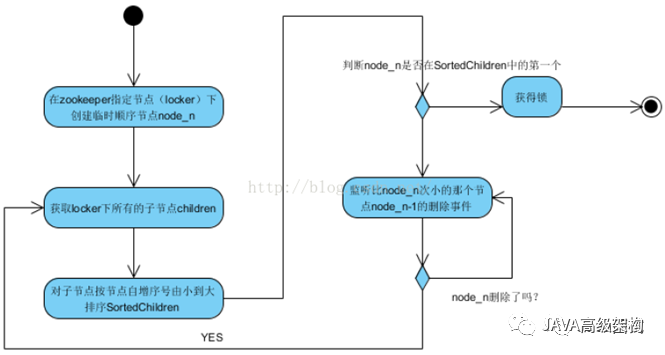 在zookeeper指定节点（locker）下
创建临时顺序节点node_n
获取locker下所有的子节点children
对子节点按节点自增序号由小到大
排序SortedChildren
判断node_n是否在SortedChildren中的第一个
获得锁
监听比node_n次小的那个节
点node_n-1的删除事件
node_n删除了吗？
YES
http://blog
JAVA高级架构